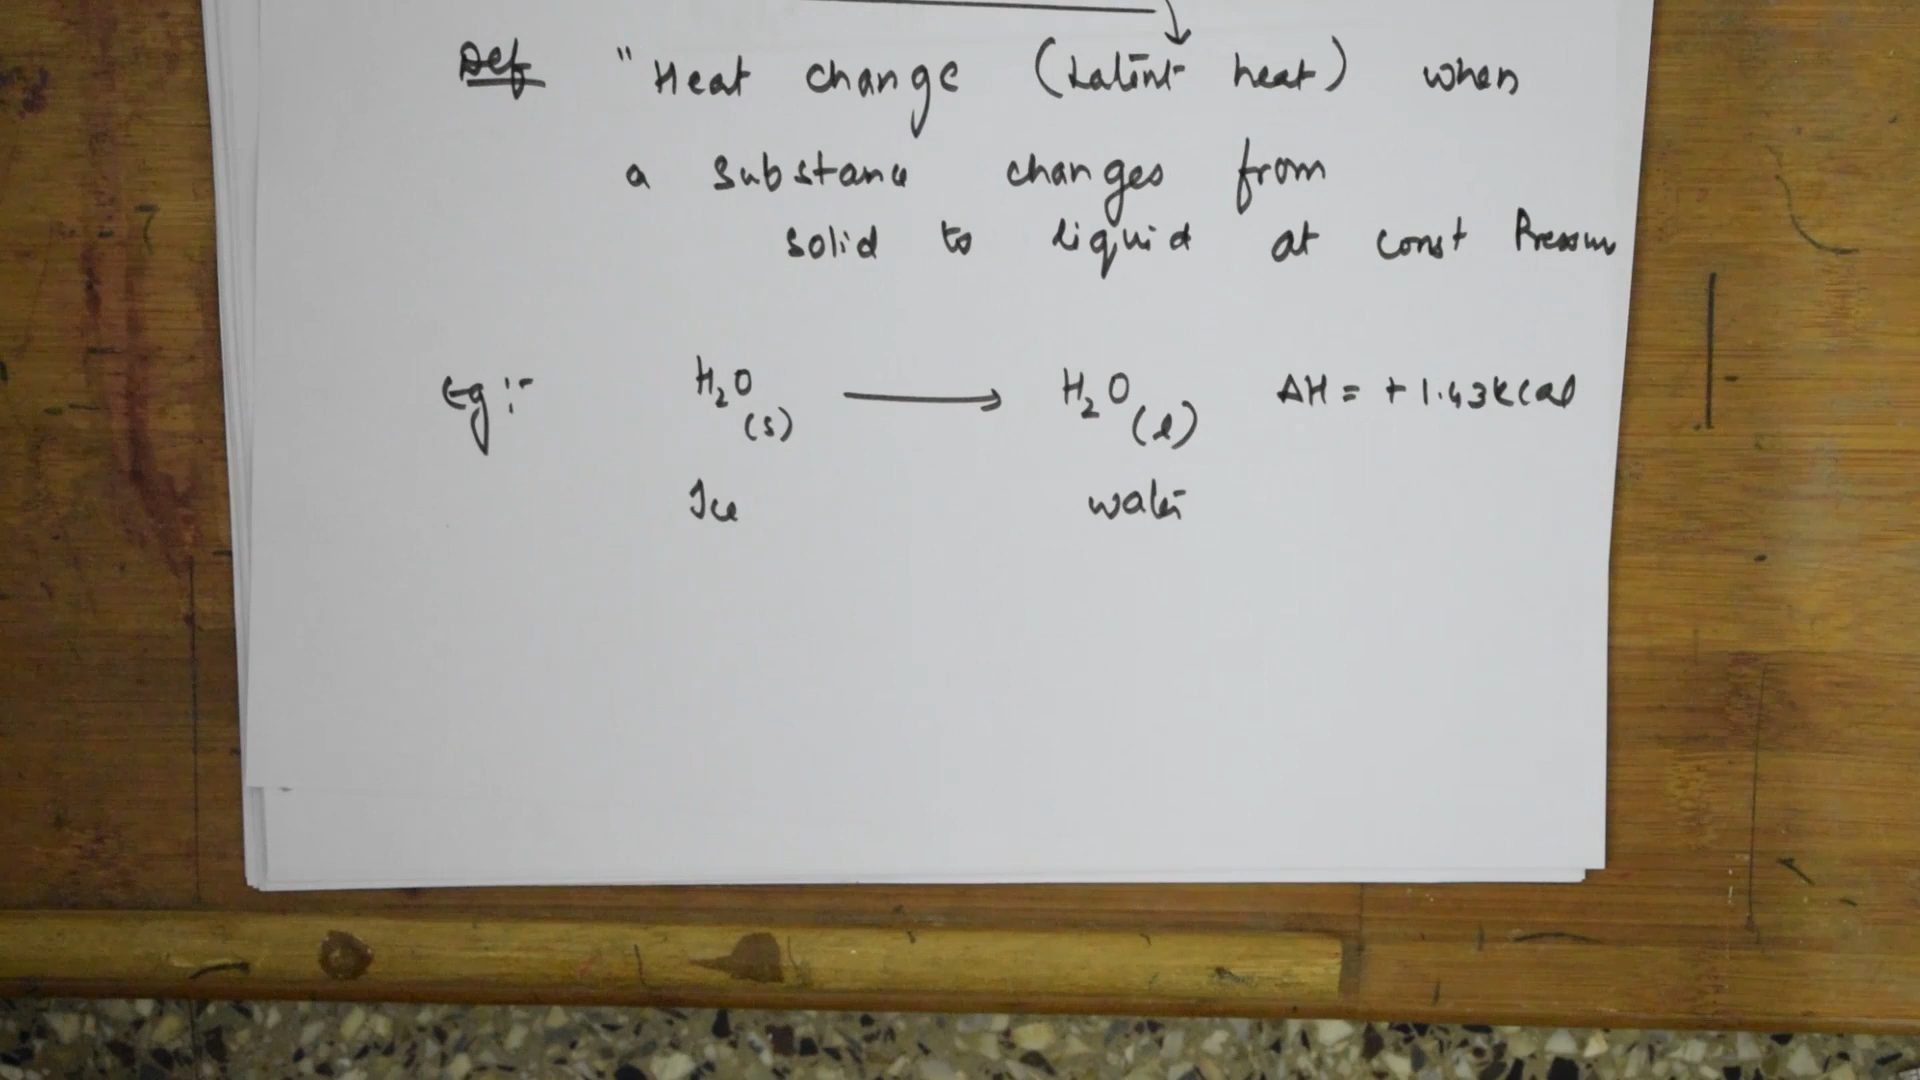 Def "Heat change (Latent heat) when
a substance changes from
solid to liquid at const Pressure
Eg :- H₂O (s) ⟶ H₂O (l) ΔH = +1.43kcal
Ice water